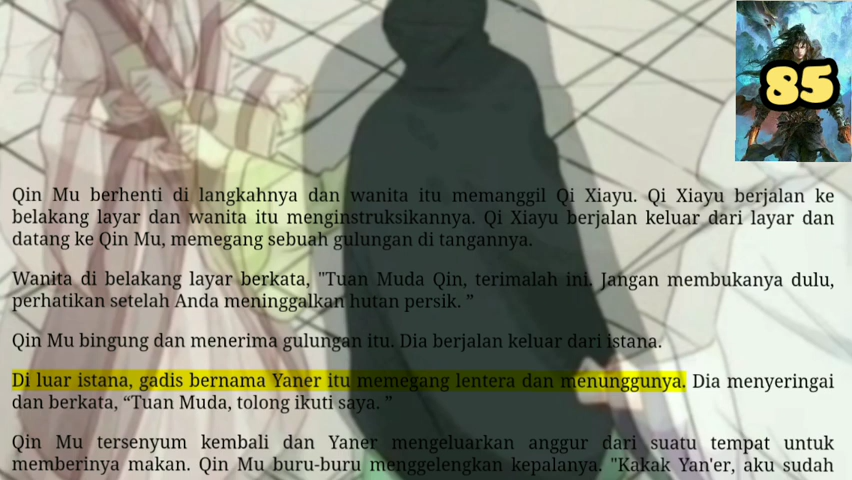 85
Qin Mu berhenti di langkahnya dan wanita itu memanggil Qi Xiayu. Qi Xiayu berjalan ke
belakang layar dan wanita itu menginstruksikannya. Qi Xiayu berjalan keluar dari layar dan
datang ke Qin Mu, memegang sebuah gulungan di tangannya.
Wanita di belakang layar berkata, "Tuan Muda Qin, terimalah ini. Jangan membukanya dulu,
perhatikan setelah Anda meninggalkan hutan persik. ”
Qin Mu bingung dan menerima gulungan itu. Dia berjalan keluar dari istana.
Di luar istana, gadis bernama Yaner itu memegang lentera dan menunggunya. Dia menyeringai
dan berkata, “Tuan Muda, tolong ikuti saya. ”
Qin Mu tersenyum kembali dan Yaner mengeluarkan anggur dari suatu tempat untuk
memberinya makan. Qin Mu buru-buru menggelengkan kepalanya. "Kakak Yan'er, aku sudah